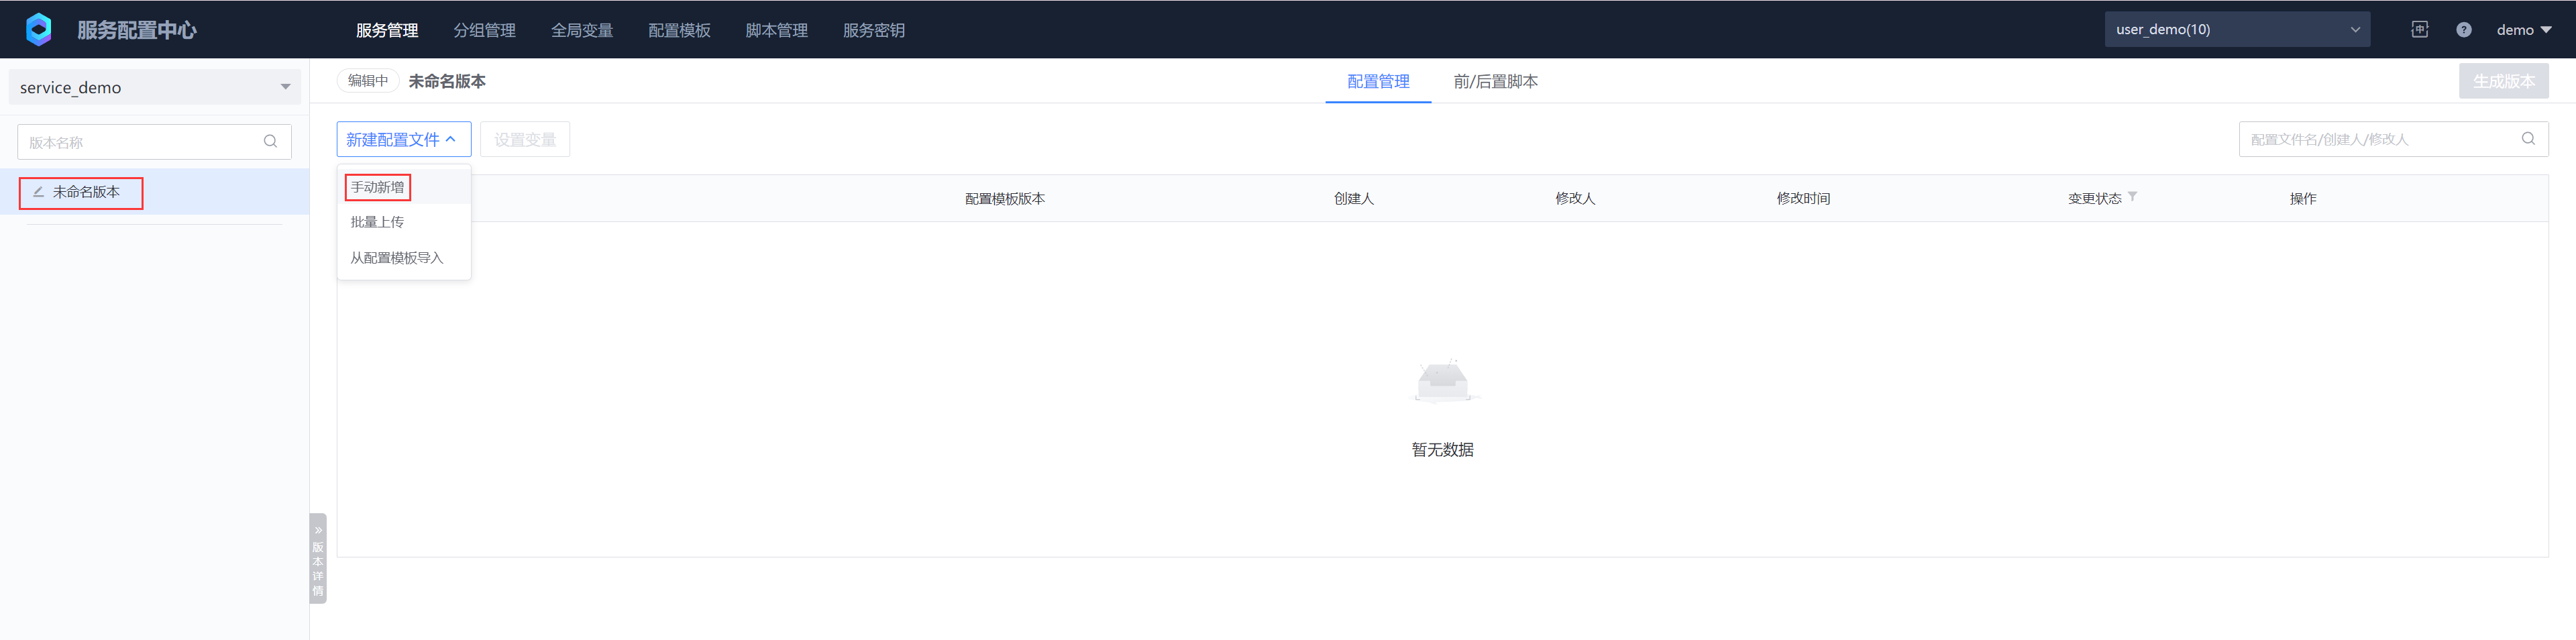 服务配置中心
服务管理 分组管理 全局变量 配置模板 脚本管理 服务密钥
user_demo(10)
中
?
demo
service_demo
版本名称
未命名版本
编辑中 未命名版本
配置管理 前/后置脚本
生成版本
新建配置文件 设置变量
配置文件名/创建人/修改人
手动新增
批量上传
从配置模板导入
配置模板版本 创建人 修改人 修改时间 变更状态 操作
暂无数据
»
版本详情